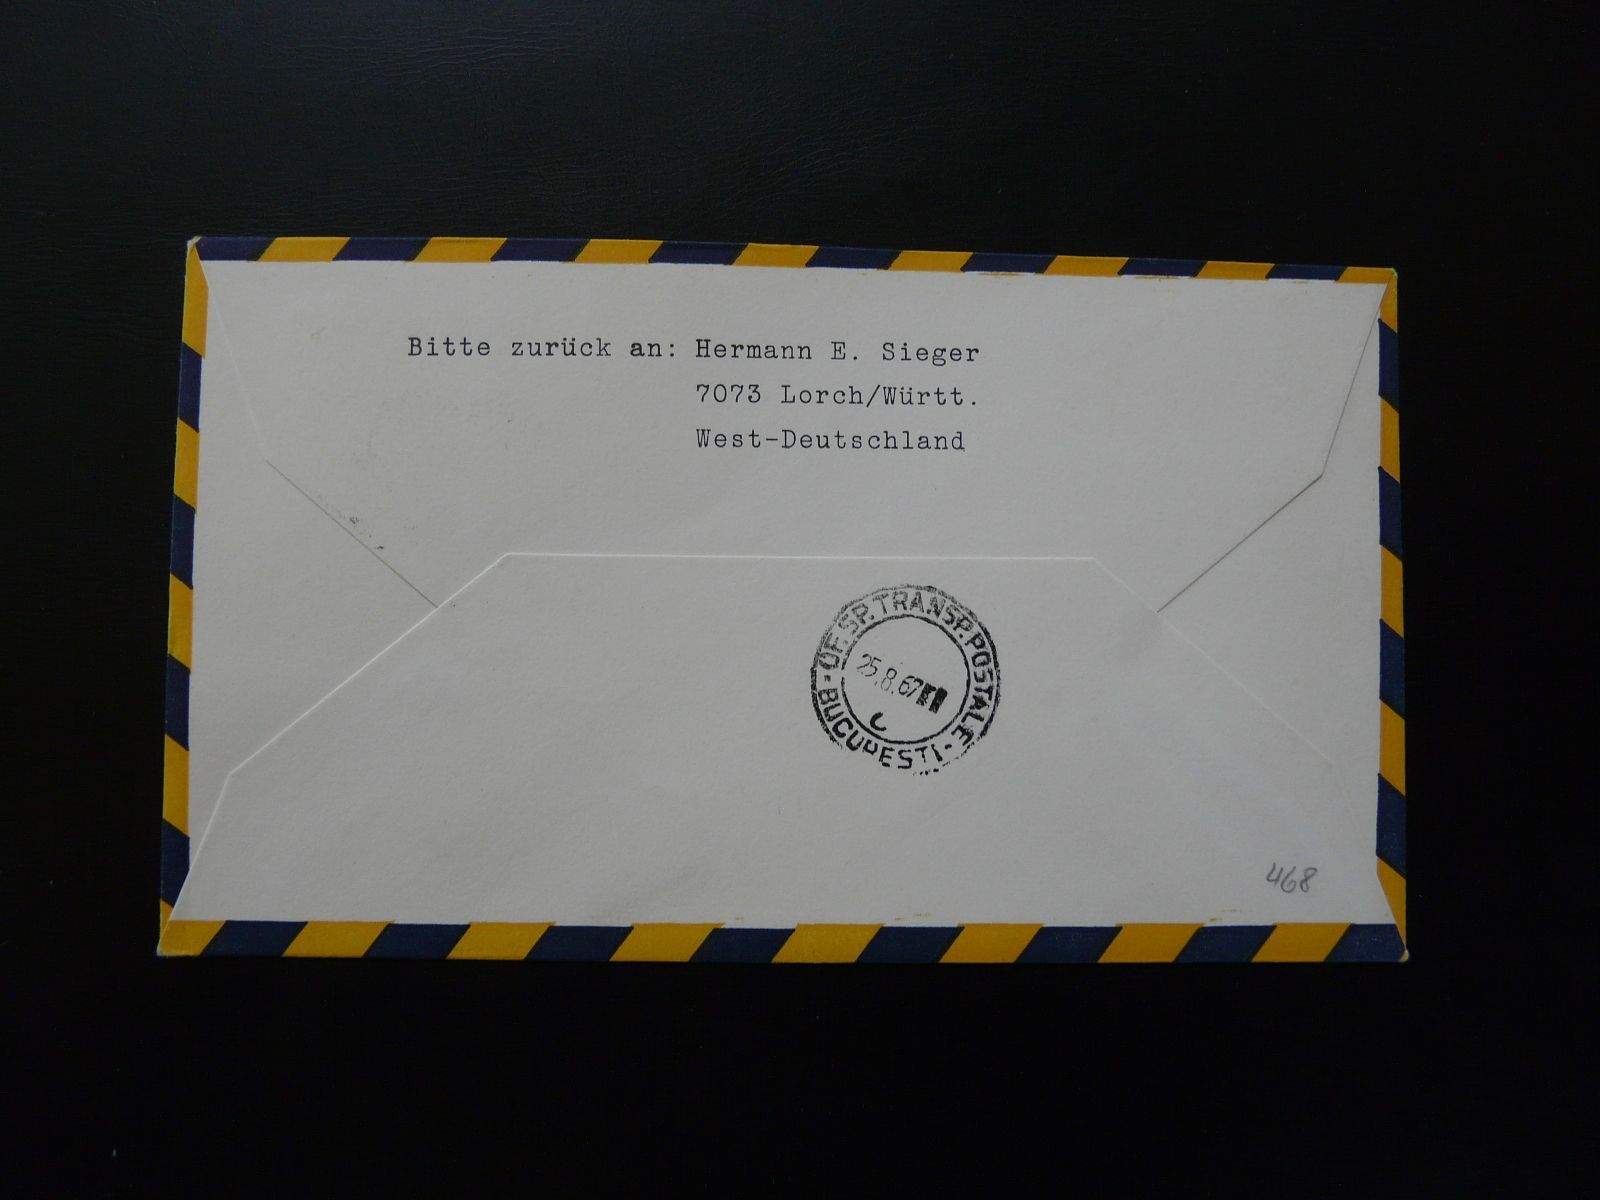 Bitte zurück an: Hermann E. Sieger
7073 Lorch/Württ.
West-Deutschland
OF. SP. TRANSP. POSTALE
25.8.67
C
• BUCUREȘTI •
468